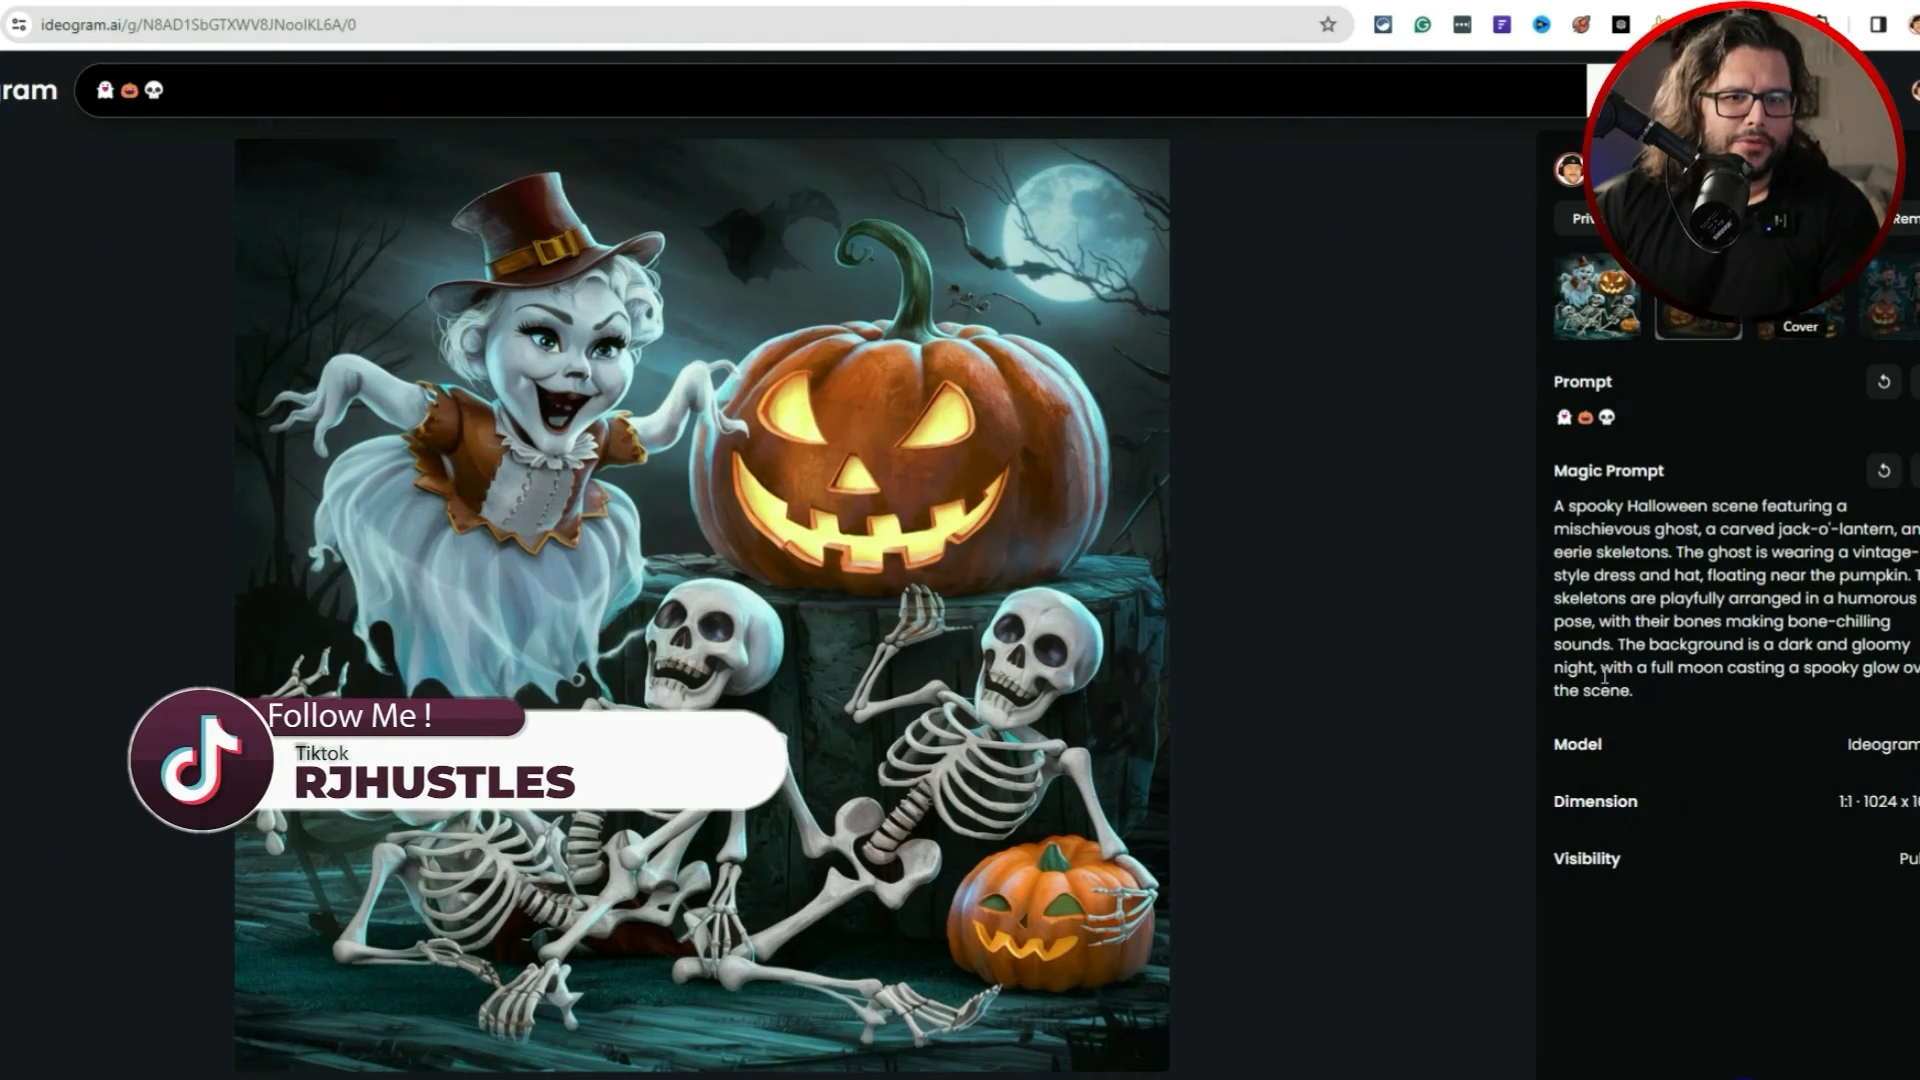 ideogram.ai/g/N8AD1SbGTXWV8JNooIKL6A/0
ram
👻🎃💀
Cover
Prompt
👻🎃💀
Magic Prompt
A spooky Halloween scene featuring a
mischievous ghost, a carved jack-o'-lantern, an
eerie skeletons. The ghost is wearing a vintage-
style dress and hat, floating near the pumpkin. T
skeletons are playfully arranged in a humorous
pose, with their bones making bone-chilling
sounds. The background is a dark and gloomy
night, with a full moon casting a spooky glow ov
the scene.
Model Ideogram
Dimension 1:1 · 1024 x 10
Visibility Pu
Follow Me !
Tiktok
RJHUSTLES